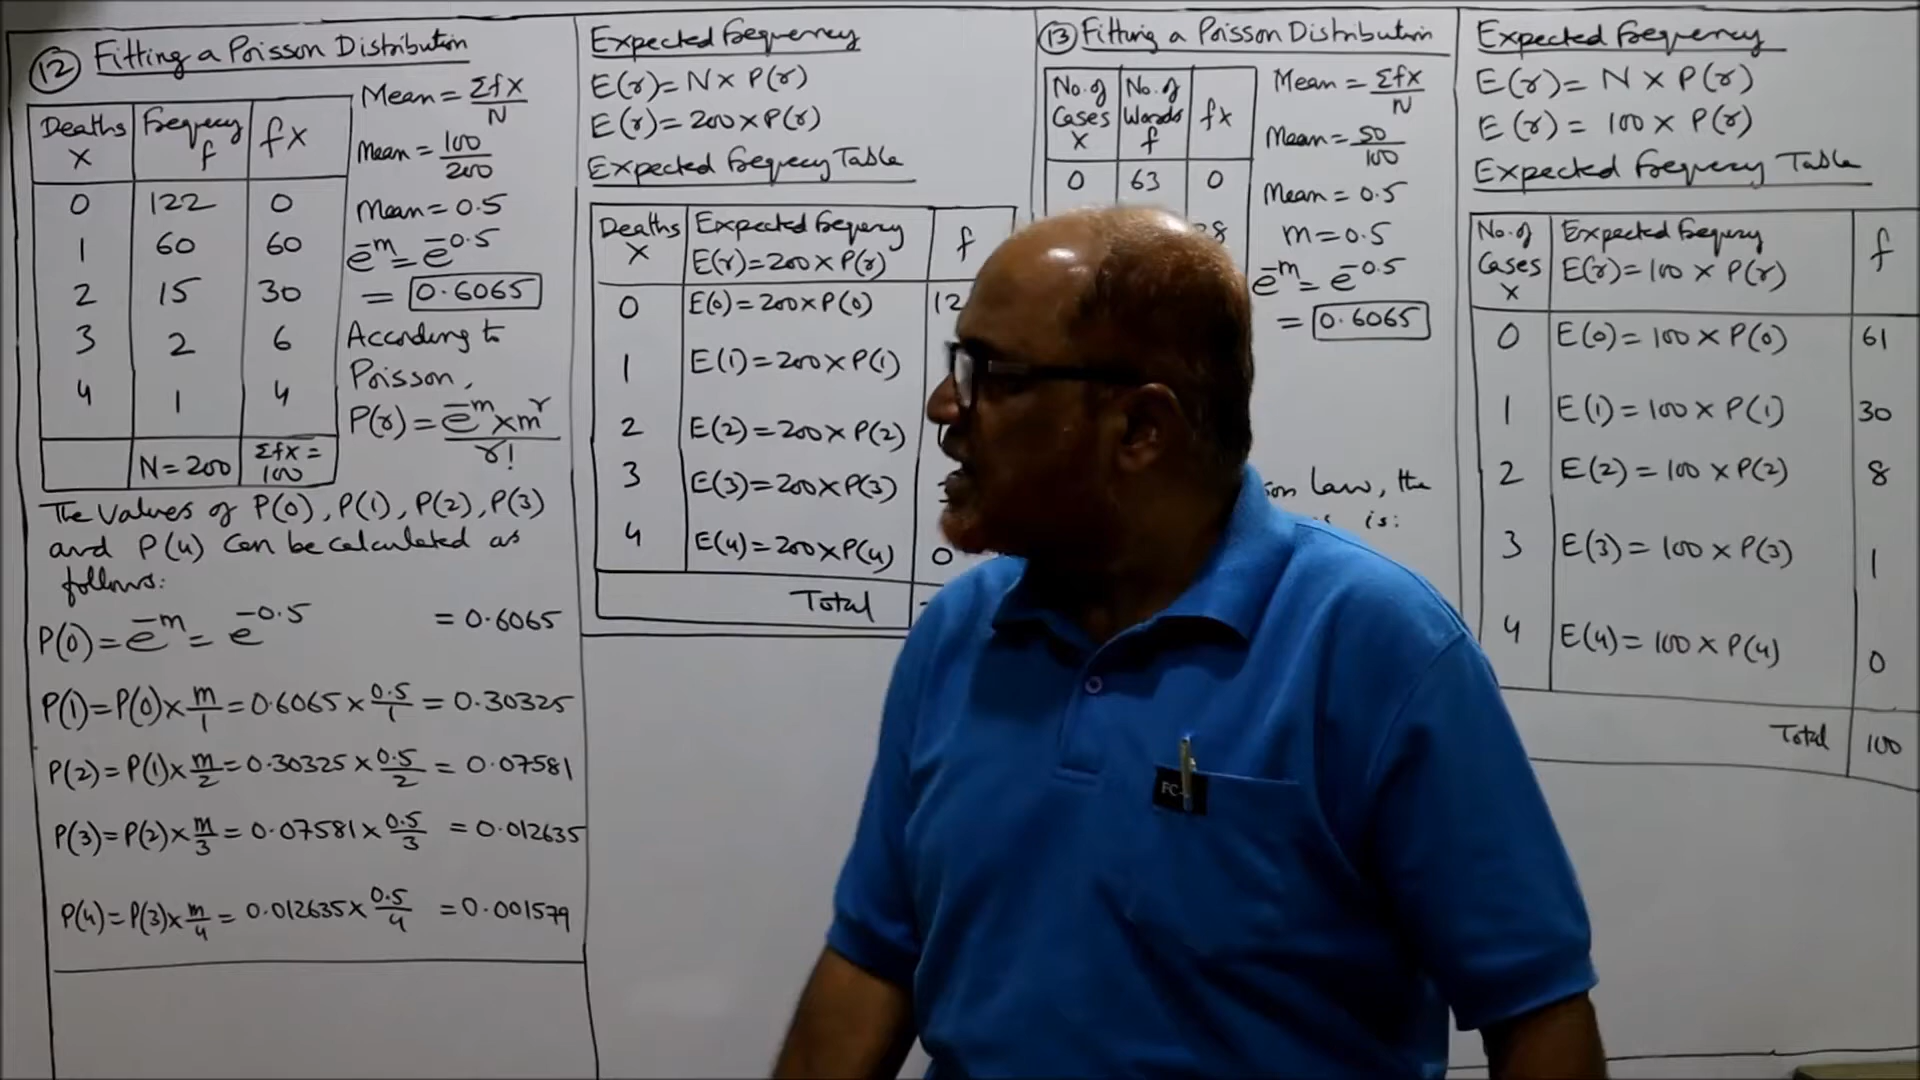 12 Fitting a Poisson Distribution
Deaths X | Frequecy f | fX
0 | 122 | 0
1 | 60 | 60
2 | 15 | 30
3 | 2 | 6
4 | 1 | 4
N=200 | Σfx = 100
Mean = Σfx / N
Mean = 100 / 200
Mean = 0.5
e^-m = e^-0.5
= 0.6065
According to
Poisson,
P(r) = e^-m x m^r / r!
The values of P(0), P(1), P(2), P(3)
and P(4) can be calculated as
follows:
P(0) = e^-m = e^-0.5 = 0.6065
P(1) = P(0) x m/1 = 0.6065 x 0.5/1 = 0.30325
P(2) = P(1) x m/2 = 0.30325 x 0.5/2 = 0.07581
P(3) = P(2) x m/3 = 0.07581 x 0.5/3 = 0.012635
P(4) = P(3) x m/4 = 0.012635 x 0.5/4 = 0.001579
Expected Frequency
E(r) = N x P(r)
E(r) = 200 x P(r)
Expected Frequecy Table
Deaths X | Expected Frequecy E(r) = 200 x P(r) | f
0 | E(0) = 200 x P(0) | 12
1 | E(1) = 200 x P(1)
2 | E(2) = 200 x P(2)
3 | E(3) = 200 x P(3)
4 | E(4) = 200 x P(4) | 0
Total
13 Fitting a Poisson Distribution
No. of Cases X | No. of Words f | fx
0 | 63 | 0
Mean = Σfx / N
Mean = 50 / 100
Mean = 0.5
m = 0.5
e^-m = e^-0.5
= 0.6065
son Law, the
is:
Expected Frequency
E(r) = N x P(r)
E(r) = 100 x P(r)
Expected Frequency Table
No. of Cases X | Expected Frequecy E(r) = 100 x P(r) | f
0 | E(0) = 100 x P(0) | 61
1 | E(1) = 100 x P(1) | 30
2 | E(2) = 100 x P(2) | 8
3 | E(3) = 100 x P(3) | 1
4 | E(4) = 100 x P(4) | 0
Total | 100
FC